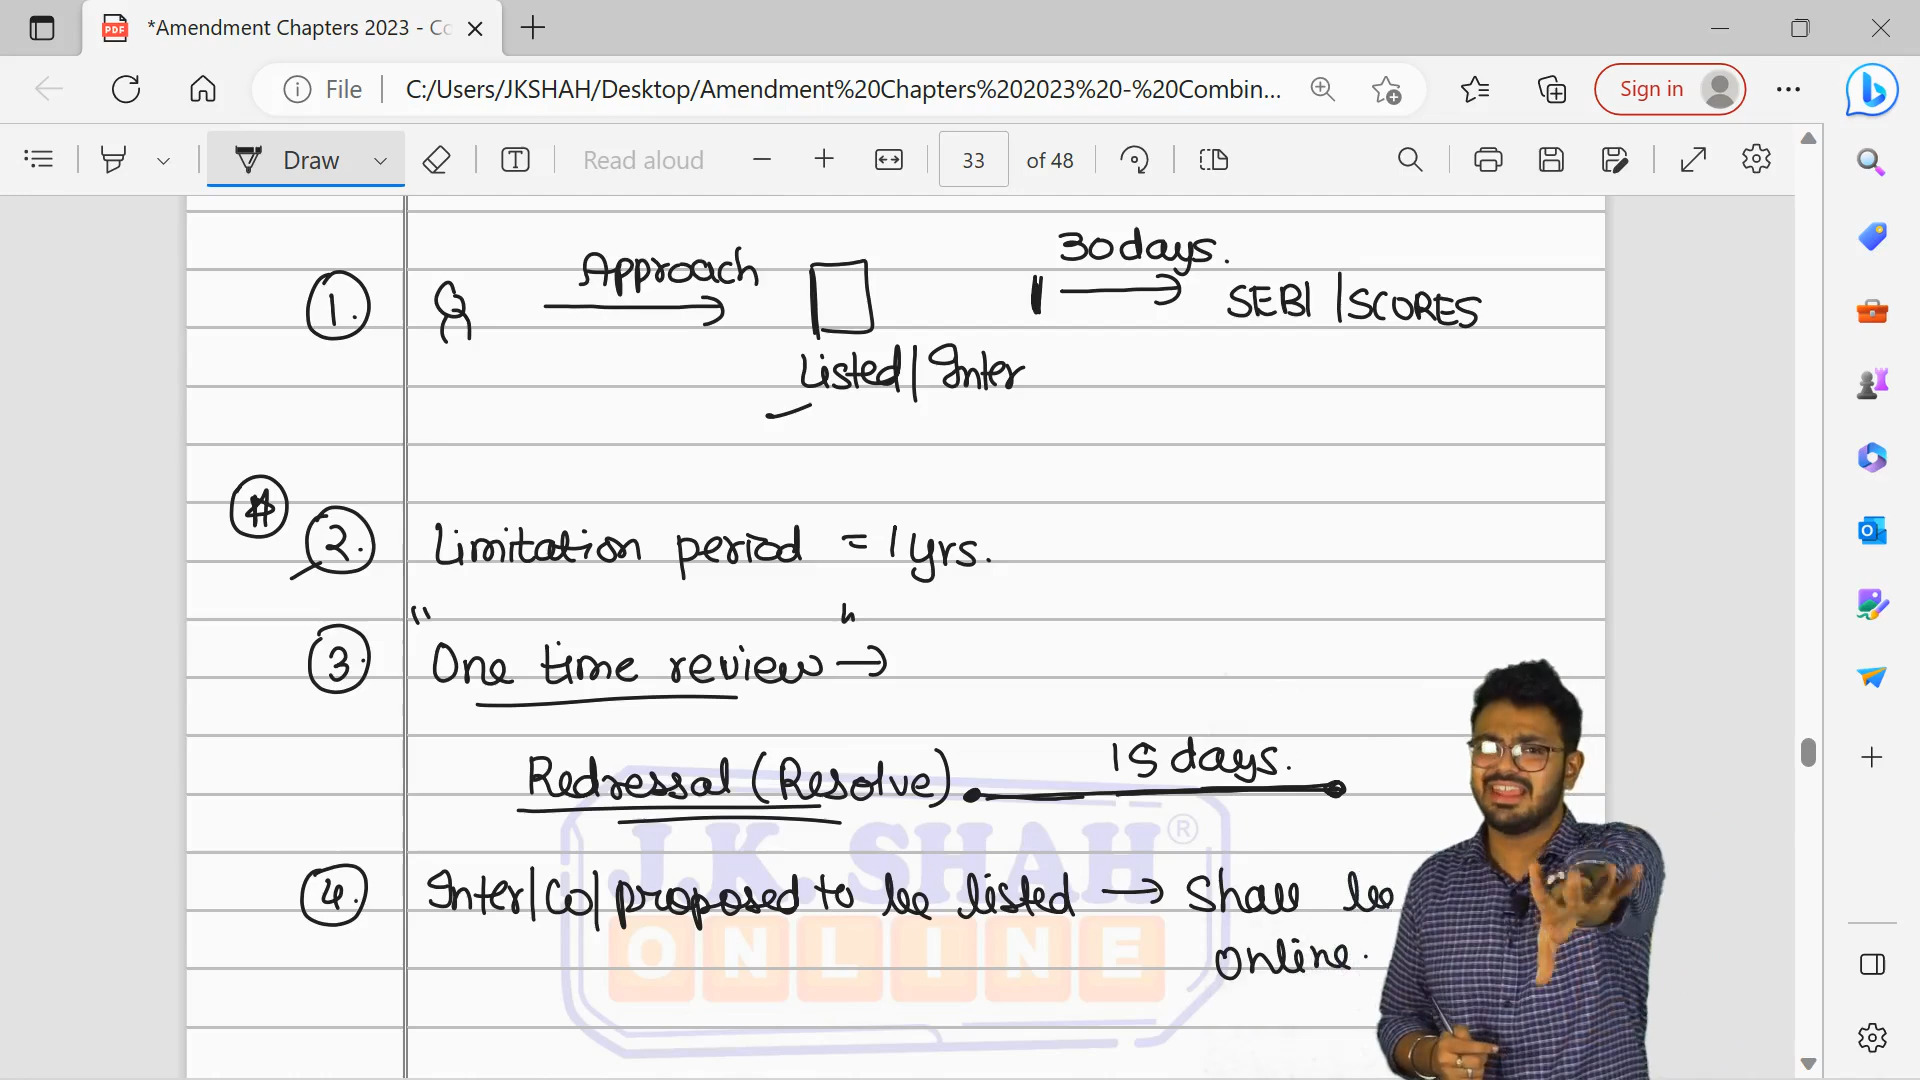 *Amendment Chapters 2023 - Co
File C:/Users/JKSHAH/Desktop/Amendment%20Chapters%202023%20-%20Combin... Sign in
Draw Read aloud 33 of 48
Approach 30 days.
1. SEBI | SCORES
Listed | Inter
2. Limitation period = 1 yrs.
3. "One time review" →
Redressal (Resolve) 15 days.
4. Inter | Co | proposed to be listed → Shall be
online.
J.K. SHAH®
ONLINE